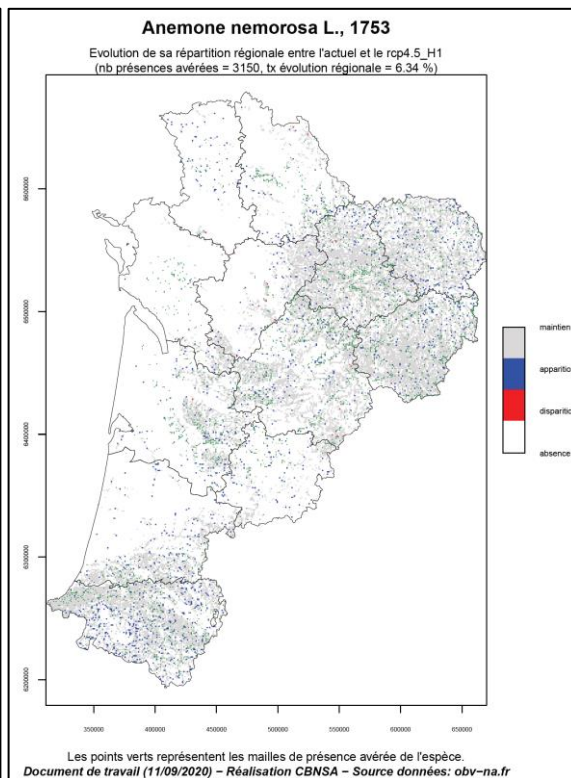 Anemone nemorosa L., 1753
Evolution de sa répartition régionale entre l'actuel et le rcp4.5_H1
(nb présences avérées = 3150, tx évolution régionale = 6.34 %)
6600000
6500000
6400000
6300000
6200000
350000 400000 450000 500000 550000 600000 650000
maintien
apparitio
disparitio
absence
Les points verts représentent les mailles de présence avérée de l'espèce.
Document de travail (11/09/2020) − Réalisation CBNSA − Source données: obv−na.fr